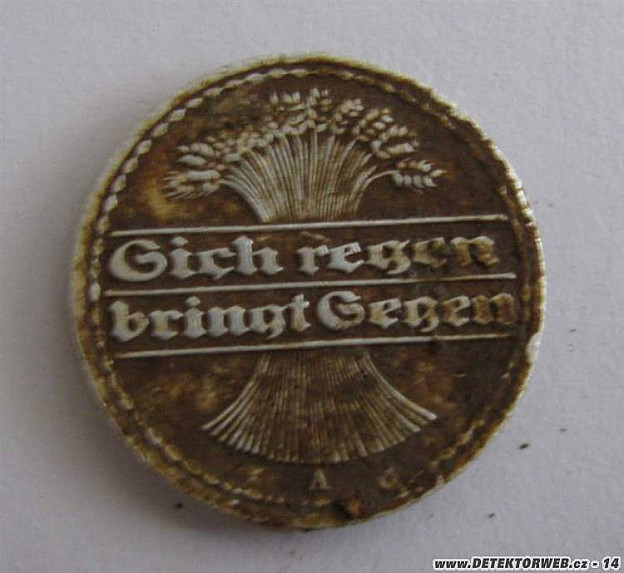 Sich regen
bringt Segen
A
www.DETEKTORWEB.cz - 14